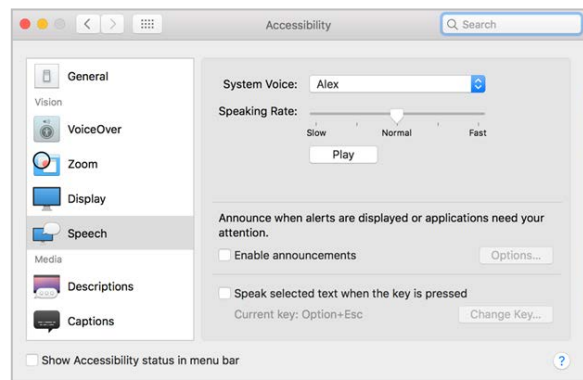 Accessibility
Search
General
Vision
VoiceOver
Zoom
Display
Speech
Media
Descriptions
Captions
System Voice: Alex
Speaking Rate:
Slow Normal Fast
Play
Announce when alerts are displayed or applications need your
attention.
Enable announcements Options...
Speak selected text when the key is pressed
Current key: Option+Esc Change Key...
Show Accessibility status in menu bar ?